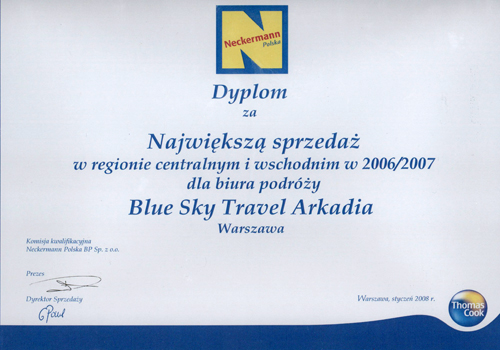 Neckermann
Polska
Dyplom
za
Największą sprzedaż
w regionie centralnym i wschodnim w 2006/2007
dla biura podróży
Blue Sky Travel Arkadia
Warszawa
Komisja kwalifikacyjna
Neckermann Polska BP Sp. z o.o.
Prezes
Dyrektor Sprzedaży
Warszawa, styczeń 2008 r.
Thomas
Cook